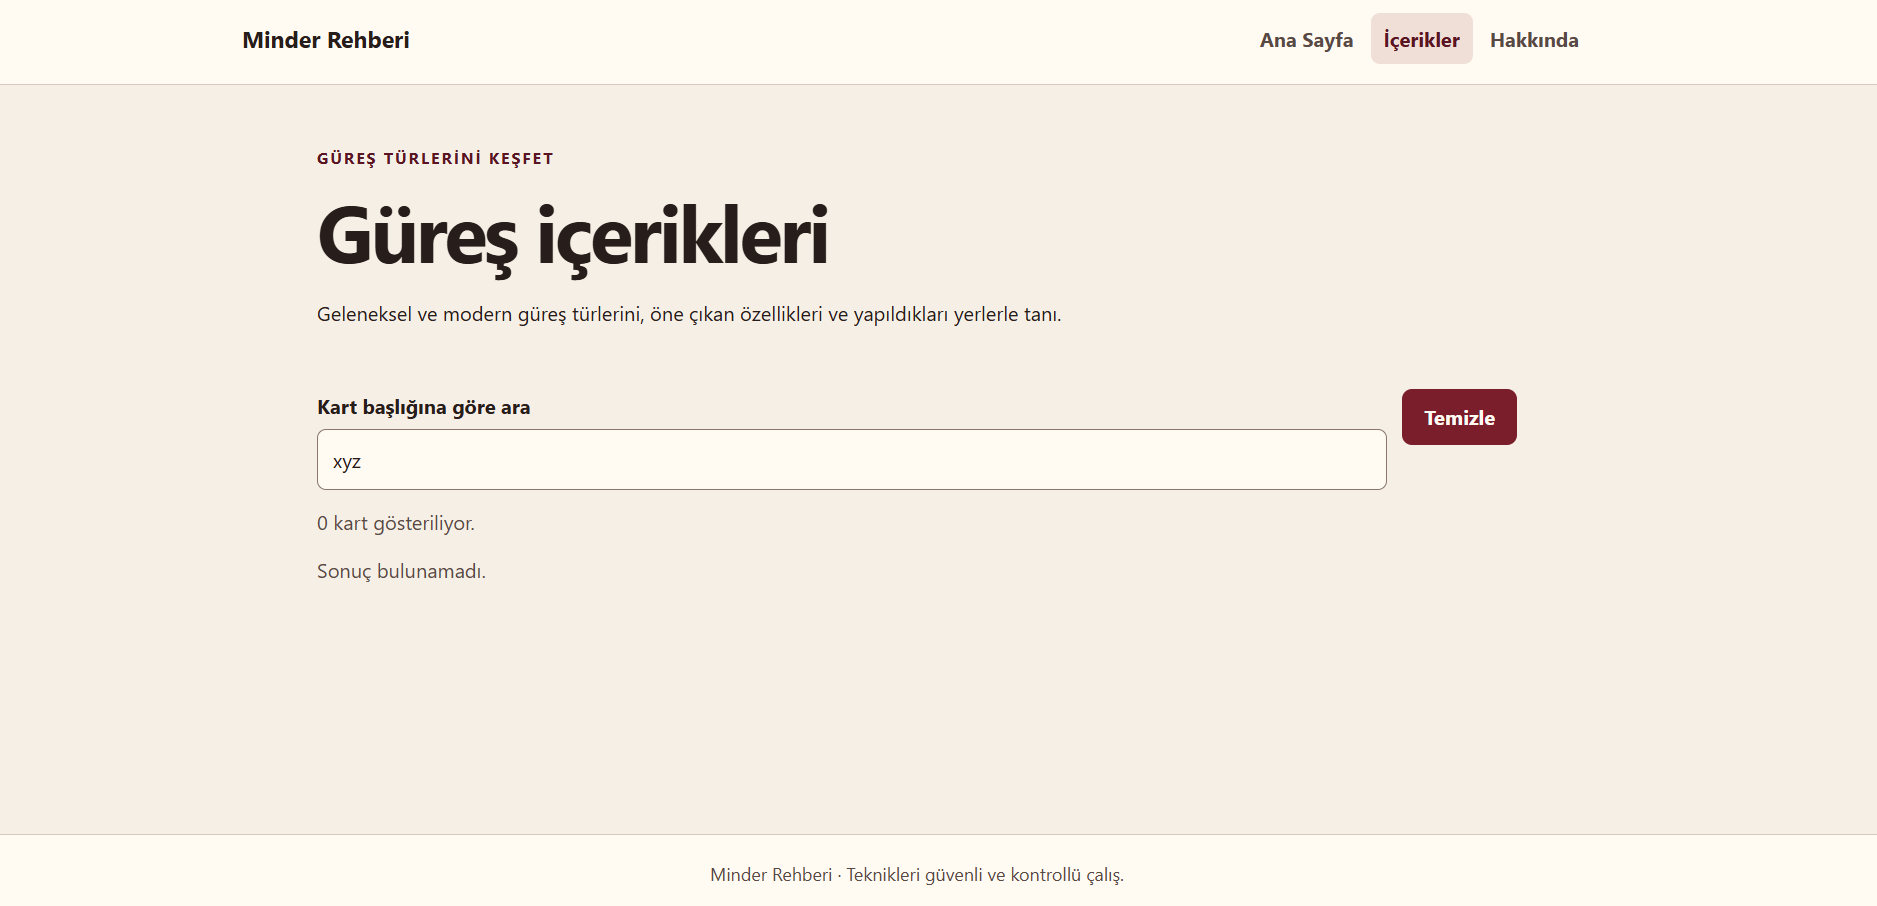 Minder Rehberi
Ana Sayfa İçerikler Hakkında
GÜREŞ TÜRLERİNİ KEŞFET
Güreş içerikleri
Geleneksel ve modern güreş türlerini, öne çıkan özellikleri ve yapıldıkları yerlerle tanı.
Kart başlığına göre ara
Temizle
xyz
0 kart gösteriliyor.
Sonuç bulunamadı.
Minder Rehberi · Teknikleri güvenli ve kontrollü çalış.